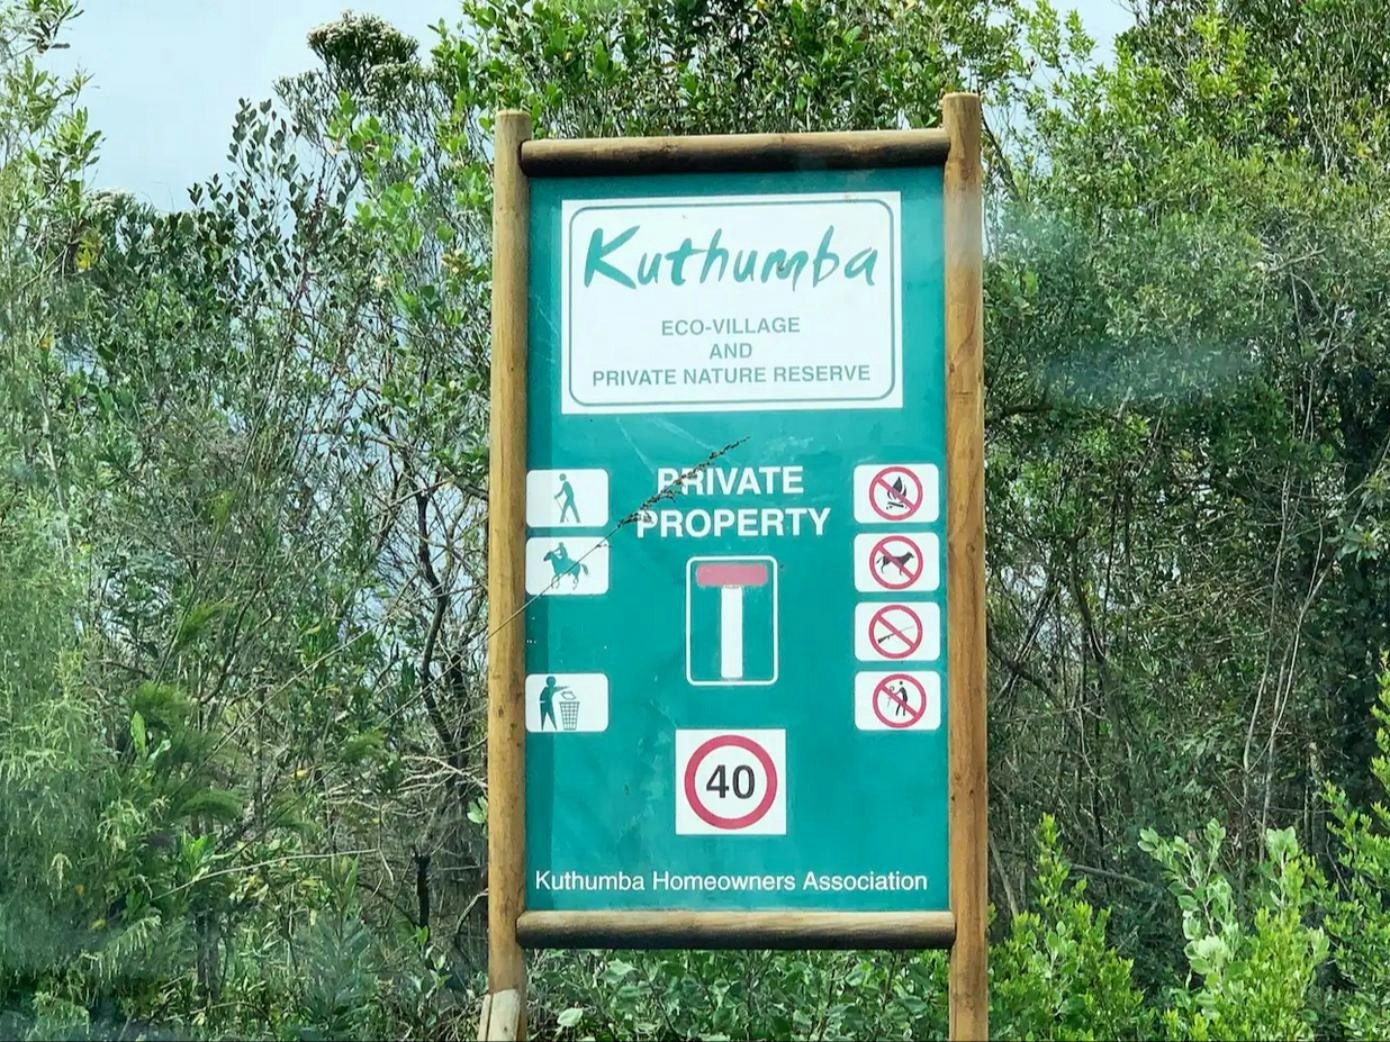 Kuthumba
ECO-VILLAGE
AND
PRIVATE NATURE RESERVE
PRIVATE
PROPERTY
40
Kuthumba Homeowners Association